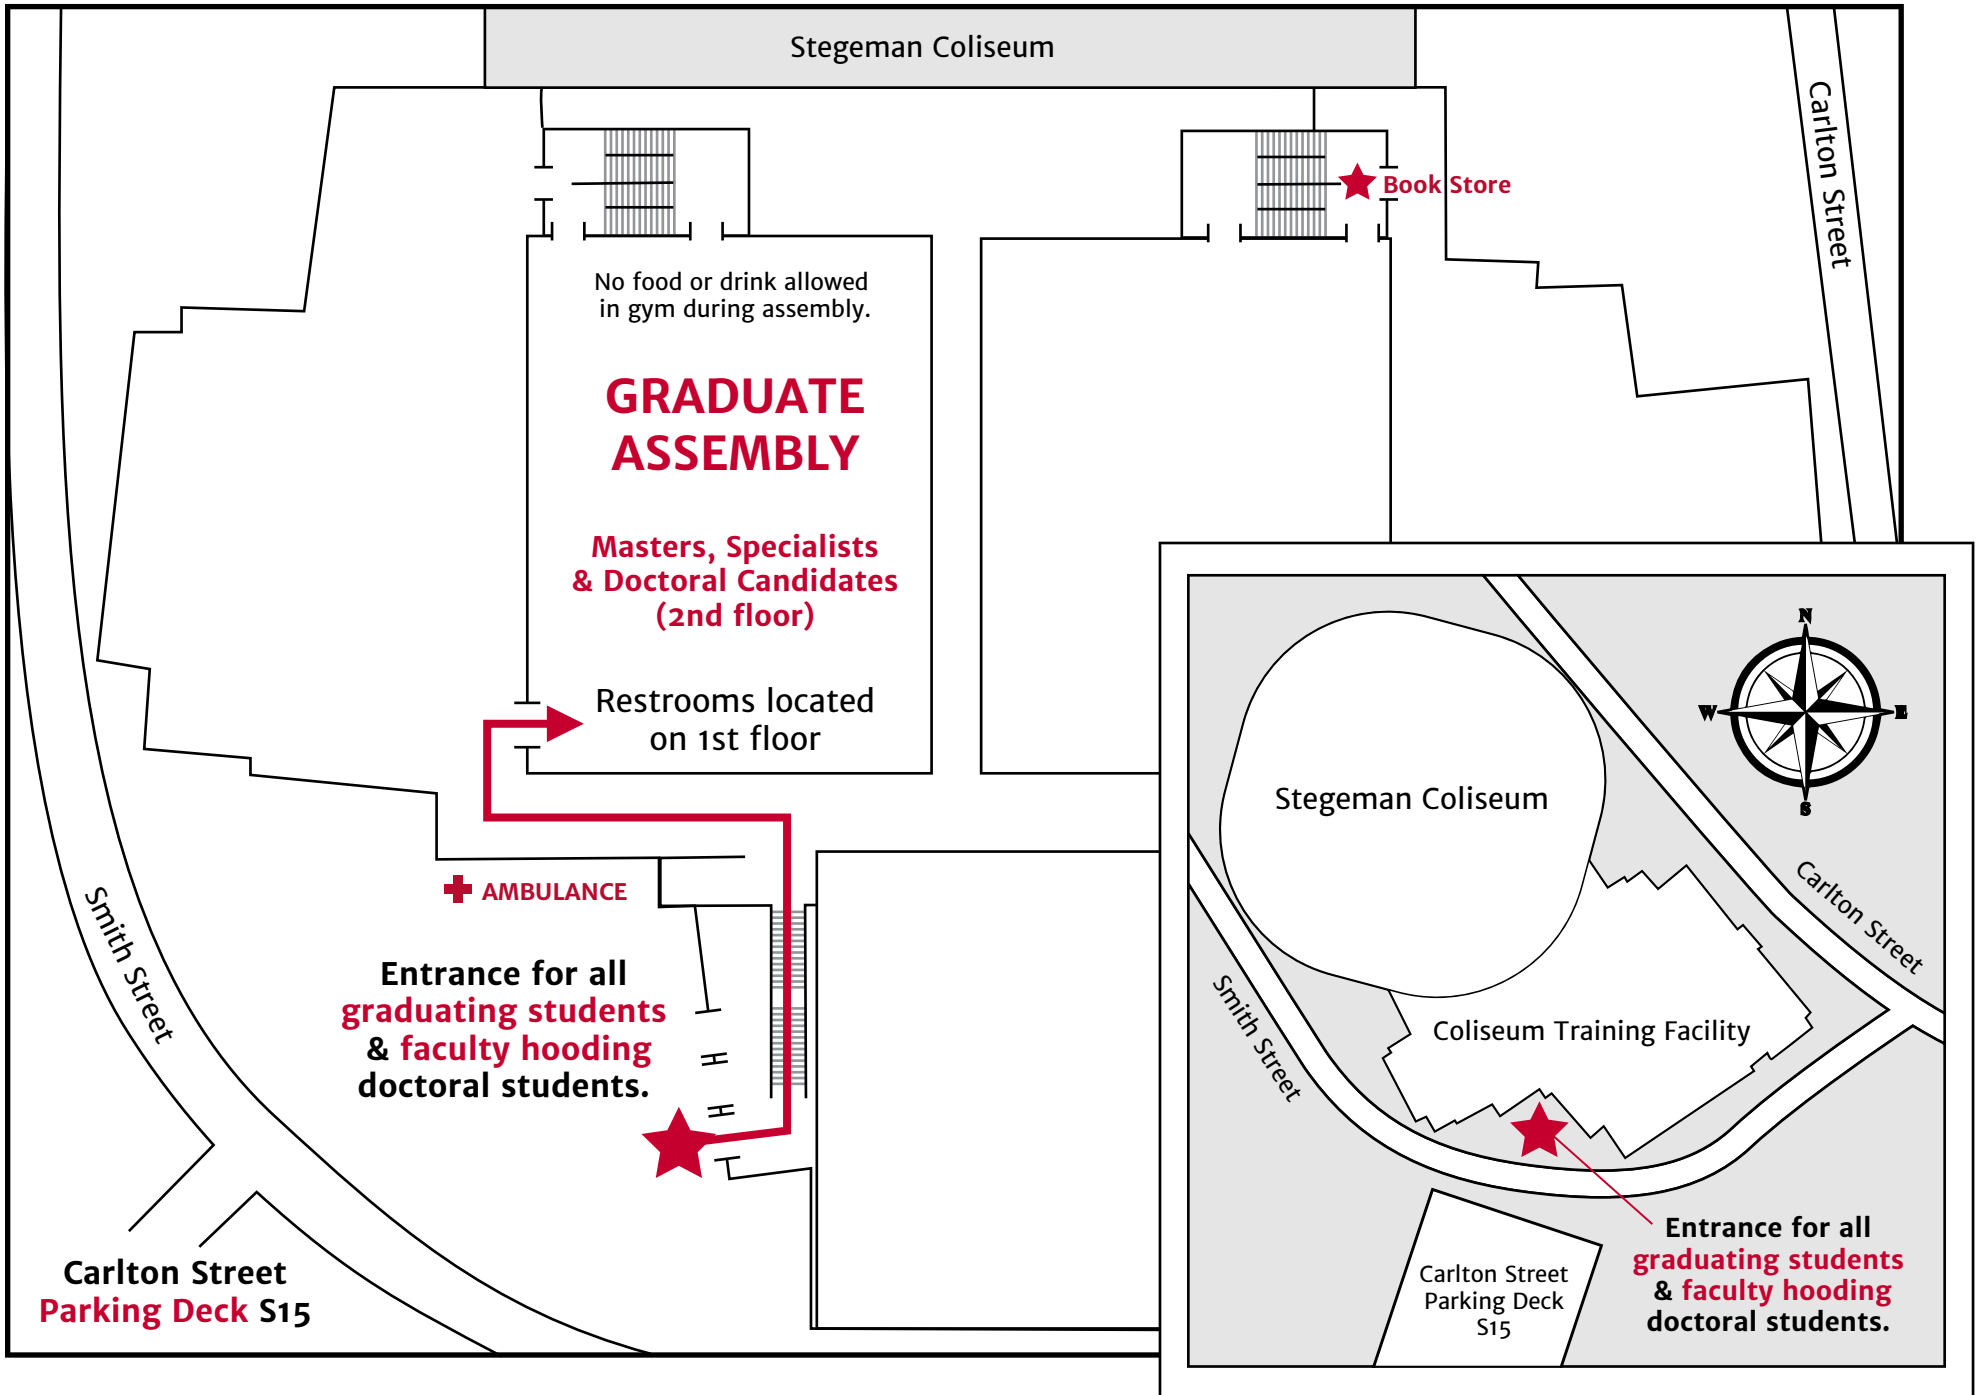 Stegeman Coliseum
Carlton Street
Book Store
No food or drink allowed
in gym during assembly.
GRADUATE
ASSEMBLY
Masters, Specialists
& Doctoral Candidates
(2nd floor)
Restrooms located
on 1st floor
AMBULANCE
Entrance for all
graduating students
& faculty hooding
doctoral students.
Smith Street
Carlton Street
Parking Deck S15
N
W
E
S
Stegeman Coliseum
Carlton Street
Smith Street
Coliseum Training Facility
Entrance for all
graduating students
& faculty hooding
doctoral students.
Carlton Street
Parking Deck
S15